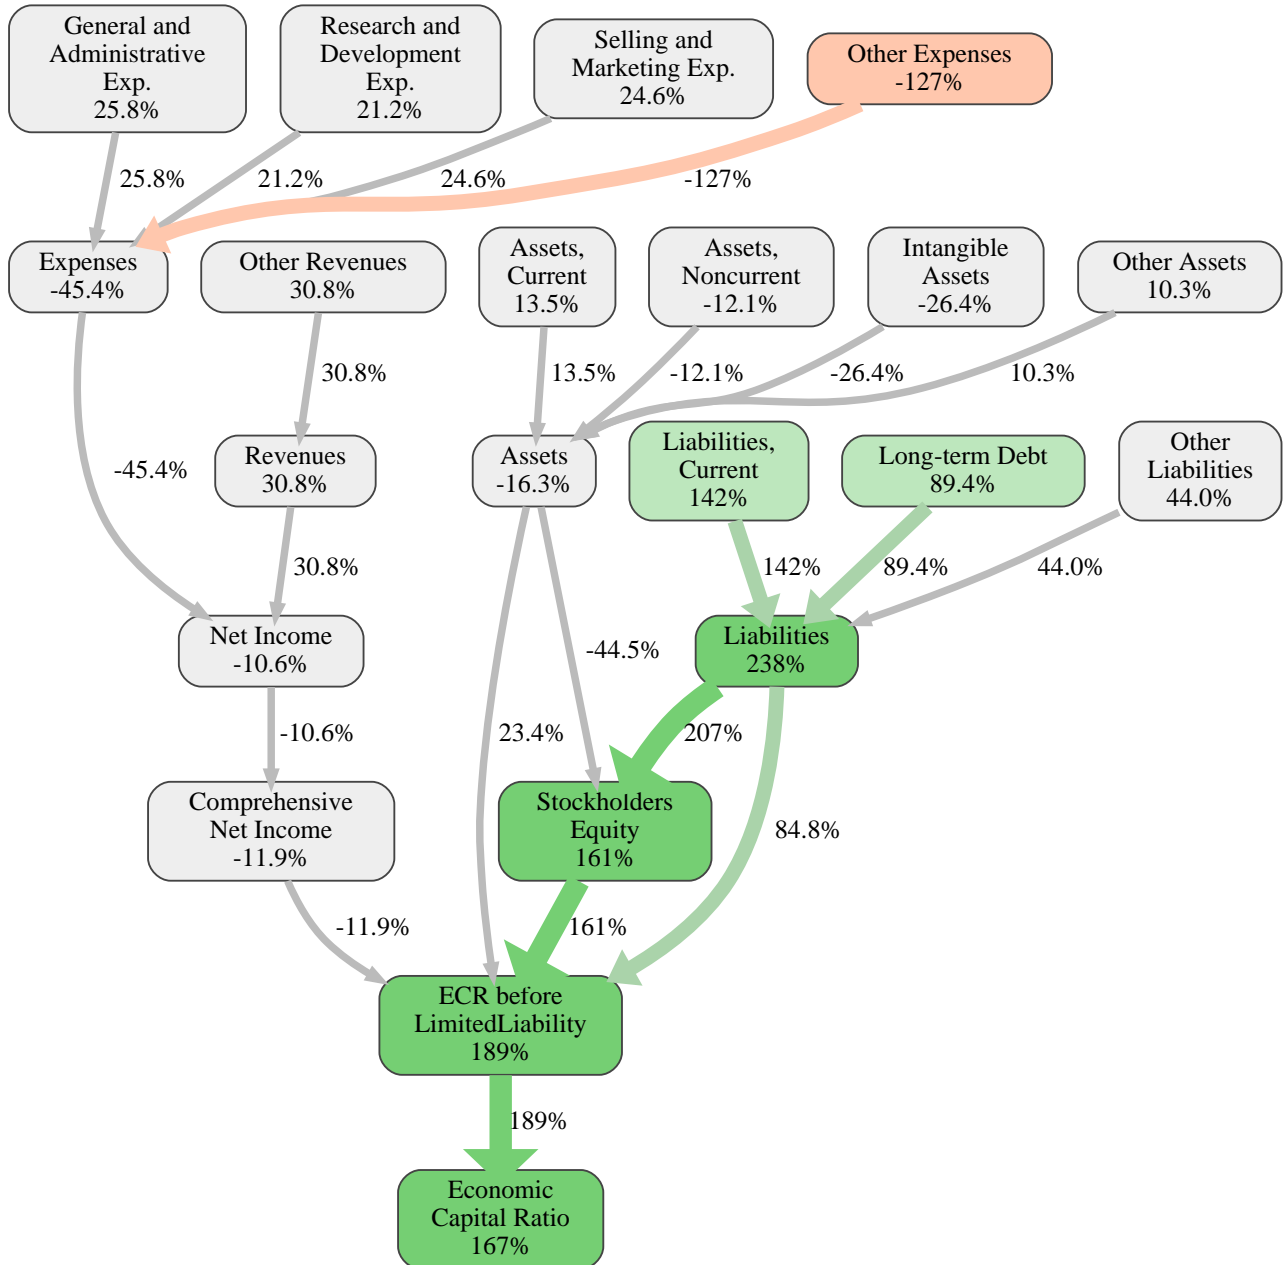 General and
Administrative
Exp.
25.8%
Research and
Development
Exp.
21.2%
Selling and
Marketing Exp.
24.6%
Other Expenses
-127%
25.8%
21.2%
24.6%
-127%
Expenses
-45.4%
Other Revenues
30.8%
Assets,
Current
13.5%
Assets,
Noncurrent
-12.1%
Intangible
Assets
-26.4%
Other Assets
10.3%
30.8%
13.5%
-12.1%
-26.4%
10.3%
-45.4%
Revenues
30.8%
Assets
-16.3%
Liabilities,
Current
142%
Long-term Debt
89.4%
Other
Liabilities
44.0%
30.8%
142%
89.4%
44.0%
Net Income
-10.6%
-44.5%
Liabilities
238%
-10.6%
23.4%
207%
Comprehensive
Net Income
-11.9%
Stockholders
Equity
161%
84.8%
-11.9%
161%
ECR before
LimitedLiability
189%
189%
Economic
Capital Ratio
167%